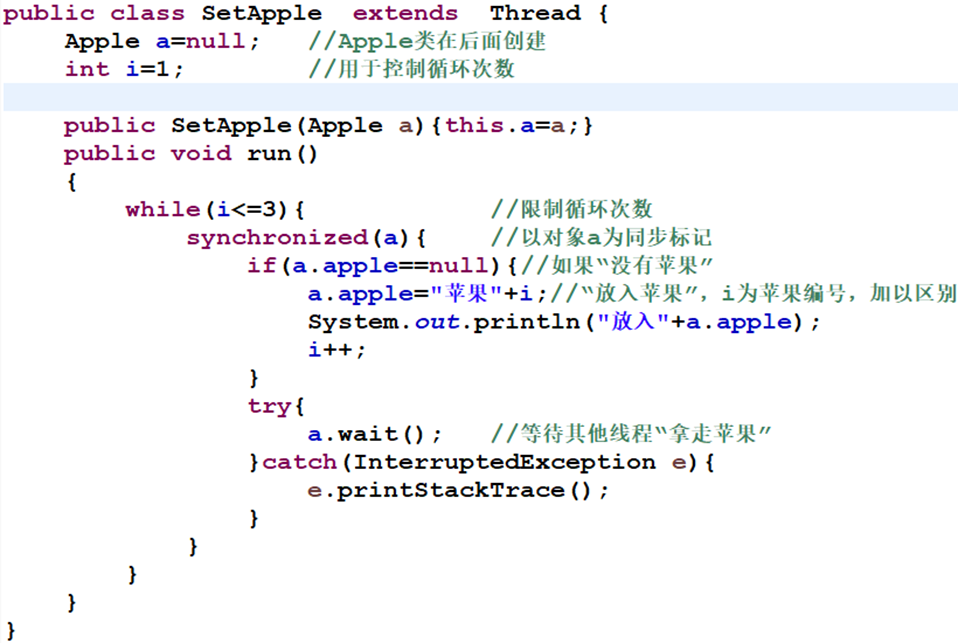 public class SetApple  extends  Thread {
    Apple a=null;   //Apple类在后面创建
    int i=1;          //用于控制循环次数
    public SetApple(Apple a){this.a=a;}
    public void run()
    {
        while(i<=3){            //限制循环次数
            synchronized(a){    //以对象a为同步标记
                if(a.apple==null){//如果“没有苹果”
                    a.apple="苹果"+i;//“放入苹果”，i为苹果编号，加以区别
                    System.out.println("放入"+a.apple);
                    i++;
                }
                try{
                    a.wait();   //等待其他线程“拿走苹果”
                }catch(InterruptedException e){
                    e.printStackTrace();
                }
            }
        }
    }
}